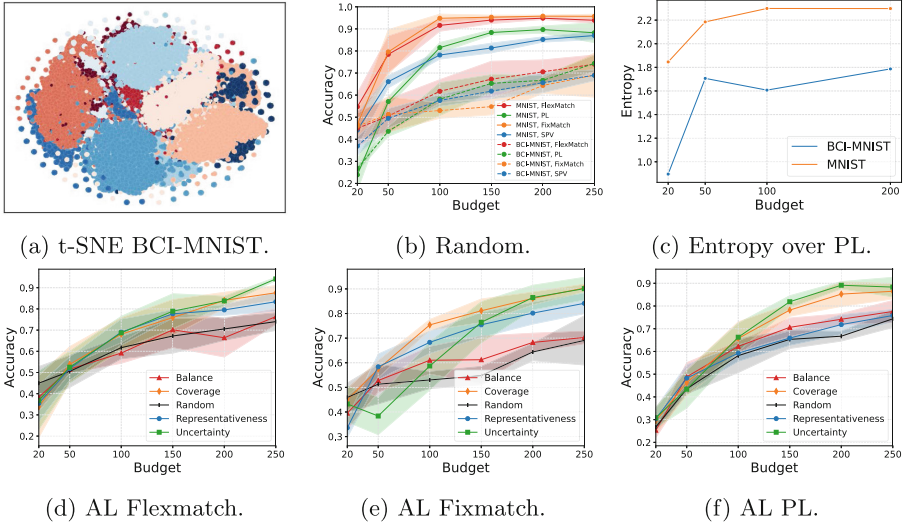 Accuracy
1.0
0.9
0.8
0.7
0.6
0.5
0.4
0.3
0.2
20 50 100 150 200 250
Budget
MNIST, FlexMatch
MNIST, PL
MNIST, FixMatch
MNIST, SPV
BCI-MNIST, FlexMatch
BCI-MNIST, PL
BCI-MNIST, FixMatch
BCI-MNIST, SPV
Entropy
2.2
2.0
1.8
1.6
1.4
1.2
1.0
20 50 100 200
Budget
BCI-MNIST
MNIST
(a) t-SNE BCI-MNIST.
(b) Random.
(c) Entropy over PL.
Accuracy
0.9
0.8
0.7
0.6
0.5
0.4
0.3
0.2
20 50 100 150 200 250
Budget
Balance
Coverage
Random
Representativeness
Uncertainty
Accuracy
0.9
0.8
0.7
0.6
0.5
0.4
0.3
20 50 100 150 200 250
Budget
Balance
Coverage
Random
Representativeness
Uncertainty
Accuracy
0.9
0.8
0.7
0.6
0.5
0.4
0.3
0.2
20 50 100 150 200 250
Budget
Balance
Coverage
Random
Representativeness
Uncertainty
(d) AL Flexmatch.
(e) AL Fixmatch.
(f) AL PL.